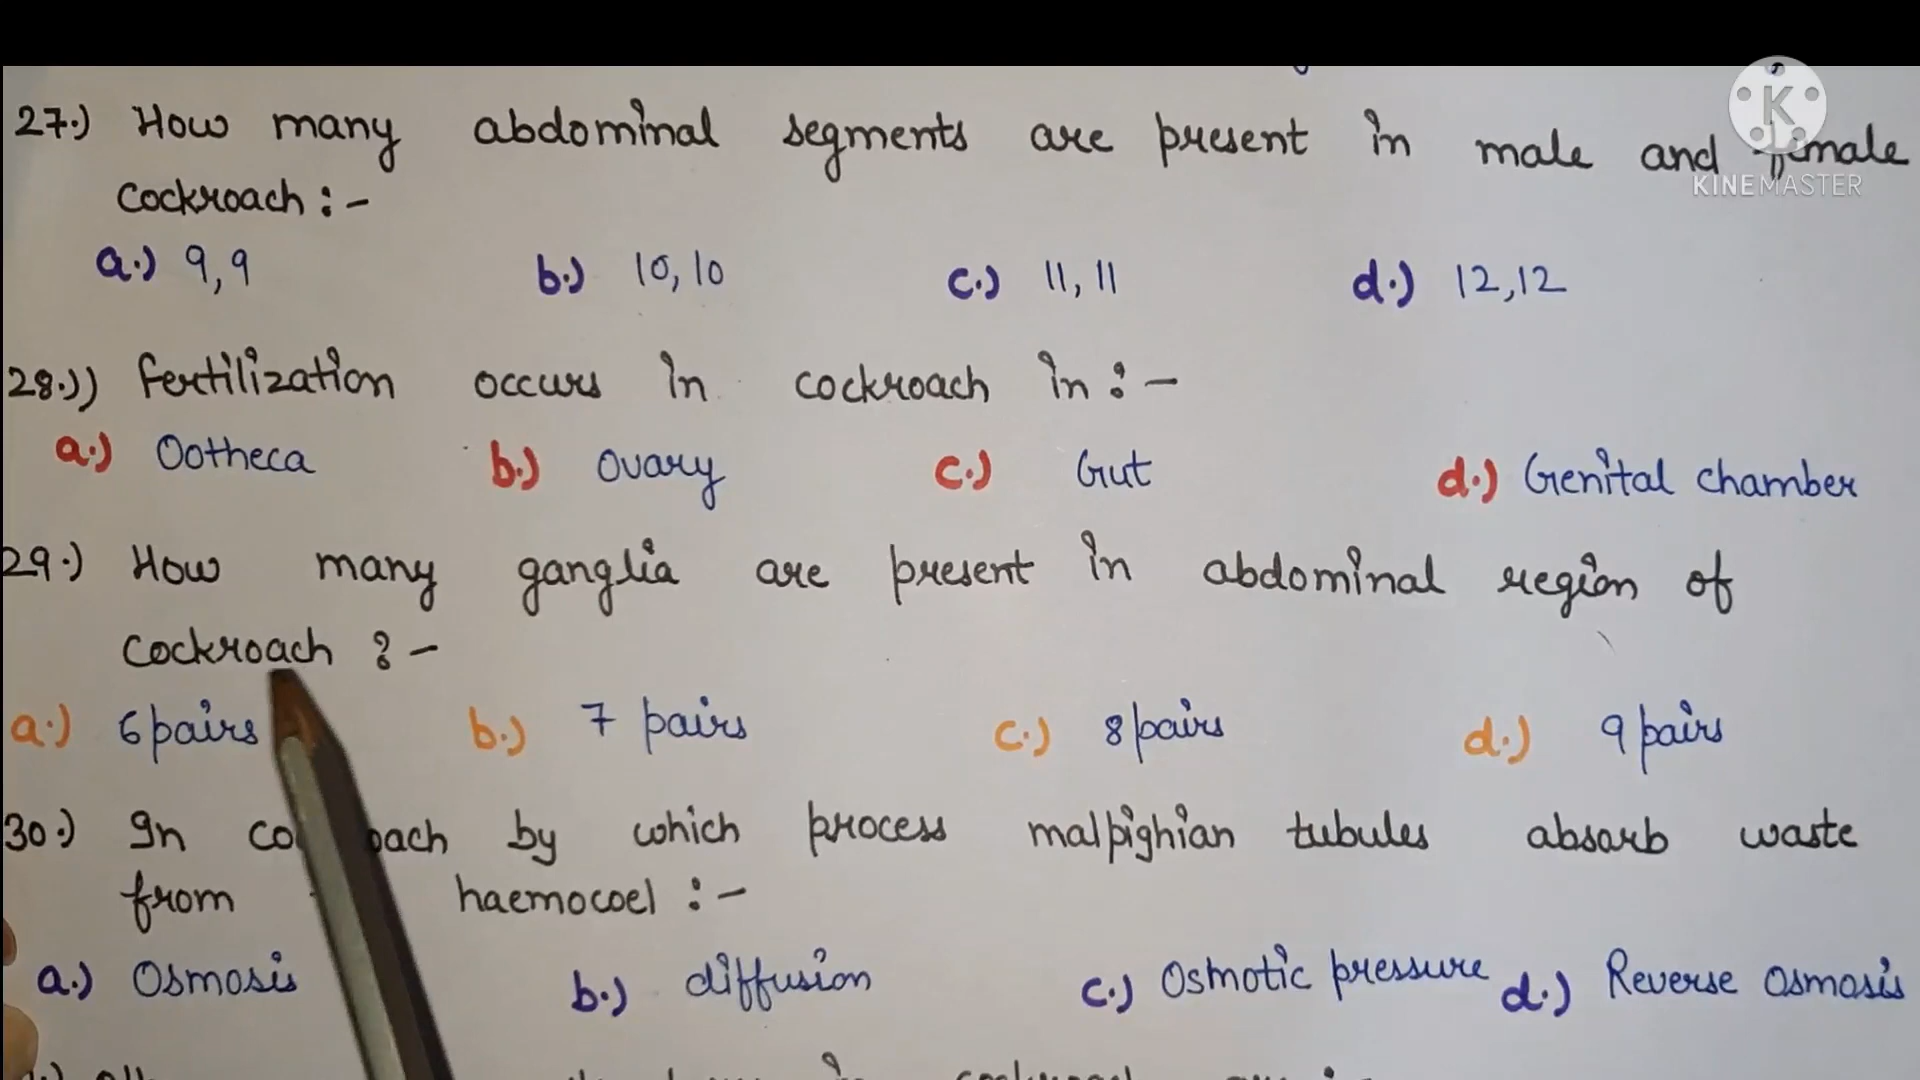 27.) How many abdominal segments are present in male and female
cockroach :-
a.) 9,9 b.) 10,10 c.) 11,11 d.) 12,12
28.)) Fertilization occurs in cockroach in :-
a.) Ootheca b.) Ovary c.) Gut d.) Genital chamber
29.) How many ganglia are present in abdominal region of
cockroach :-
a.) 6 pairs b.) 7 pairs c.) 8 pairs d.) 9 pairs
30.) In by which process malpighian tubules absorb waste
from haemocoel :-
a.) Osmosis b.) diffusion c.) Osmotic pressure d.) Reverse osmosis
K
KINEMASTER